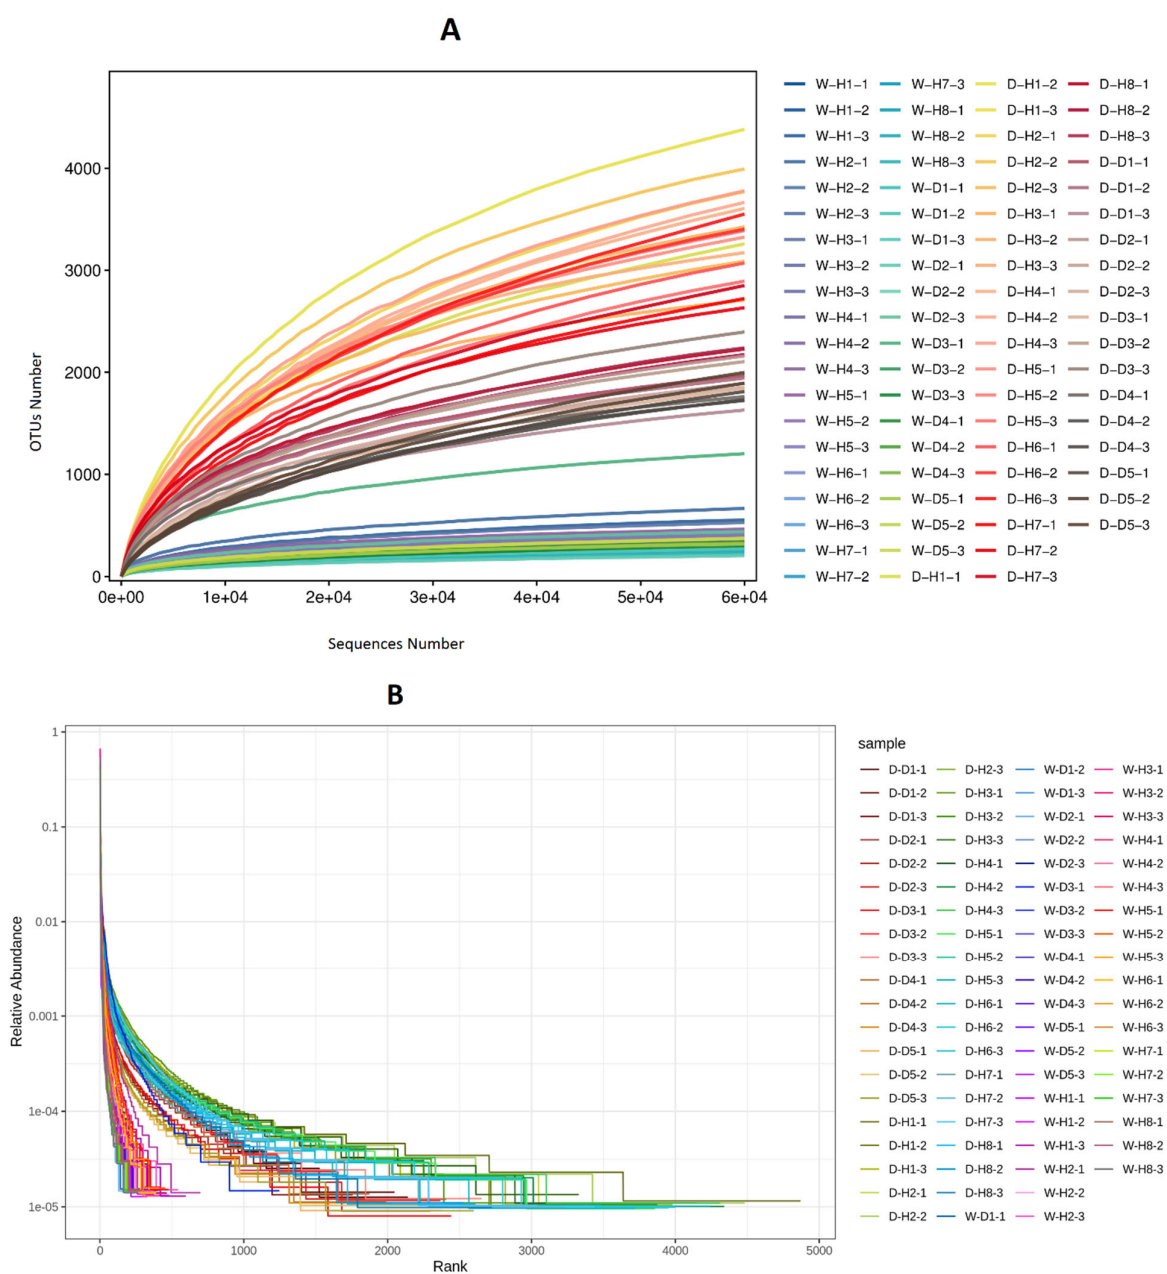 A
OTUs Number
4000
3000
2000
1000
0
0e+00 1e+04 2e+04 3e+04 4e+04 5e+04 6e+04
Sequences Number
W–H1–1 W–H7–3 D–H1–2 D–H8–1
W–H1–2 W–H8–1 D–H1–3 D–H8–2
W–H1–3 W–H8–2 D–H2–1 D–H8–3
W–H2–1 W–H8–3 D–H2–2 D–D1–1
W–H2–2 W–D1–1 D–H2–3 D–D1–2
W–H2–3 W–D1–2 D–H3–1 D–D1–3
W–H3–1 W–D1–3 D–H3–2 D–D2–1
W–H3–2 W–D2–1 D–H3–3 D–D2–2
W–H3–3 W–D2–2 D–H4–1 D–D2–3
W–H4–1 W–D2–3 D–H4–2 D–D3–1
W–H4–2 W–D3–1 D–H4–3 D–D3–2
W–H4–3 W–D3–2 D–H5–1 D–D3–3
W–H5–1 W–D3–3 D–H5–2 D–D4–1
W–H5–2 W–D4–1 D–H5–3 D–D4–2
W–H5–3 W–D4–2 D–H6–1 D–D4–3
W–H6–1 W–D4–3 D–H6–2 D–D5–1
W–H6–2 W–D5–1 D–H6–3 D–D5–2
W–H6–3 W–D5–2 D–H7–1 D–D5–3
W–H7–1 W–D5–3 D–H7–2
W–H7–2 D–H1–1 D–H7–3
B
Relative Abundance
1
0.1
0.01
0.001
1e-04
1e-05
0 1000 2000 3000 4000 5000
Rank
sample
D-D1-1 D-H2-3 W-D1-2 W-H3-1
D-D1-2 D-H3-1 W-D1-3 W-H3-2
D-D1-3 D-H3-2 W-D2-1 W-H3-3
D-D2-1 D-H3-3 W-D2-2 W-H4-1
D-D2-2 D-H4-1 W-D2-3 W-H4-2
D-D2-3 D-H4-2 W-D3-1 W-H4-3
D-D3-1 D-H4-3 W-D3-2 W-H5-1
D-D3-2 D-H5-1 W-D3-3 W-H5-2
D-D3-3 D-H5-2 W-D4-1 W-H5-3
D-D4-1 D-H5-3 W-D4-2 W-H6-1
D-D4-2 D-H6-1 W-D4-3 W-H6-2
D-D4-3 D-H6-2 W-D5-1 W-H6-3
D-D5-1 D-H6-3 W-D5-2 W-H7-1
D-D5-2 D-H7-1 W-D5-3 W-H7-2
D-D5-3 D-H7-2 W-H1-1 W-H7-3
D-H1-1 D-H7-3 W-H1-2 W-H8-1
D-H1-2 D-H8-1 W-H1-3 W-H8-2
D-H1-3 D-H8-2 W-H2-1 W-H8-3
D-H2-1 D-H8-3 W-H2-2
D-H2-2 W-D1-1 W-H2-3